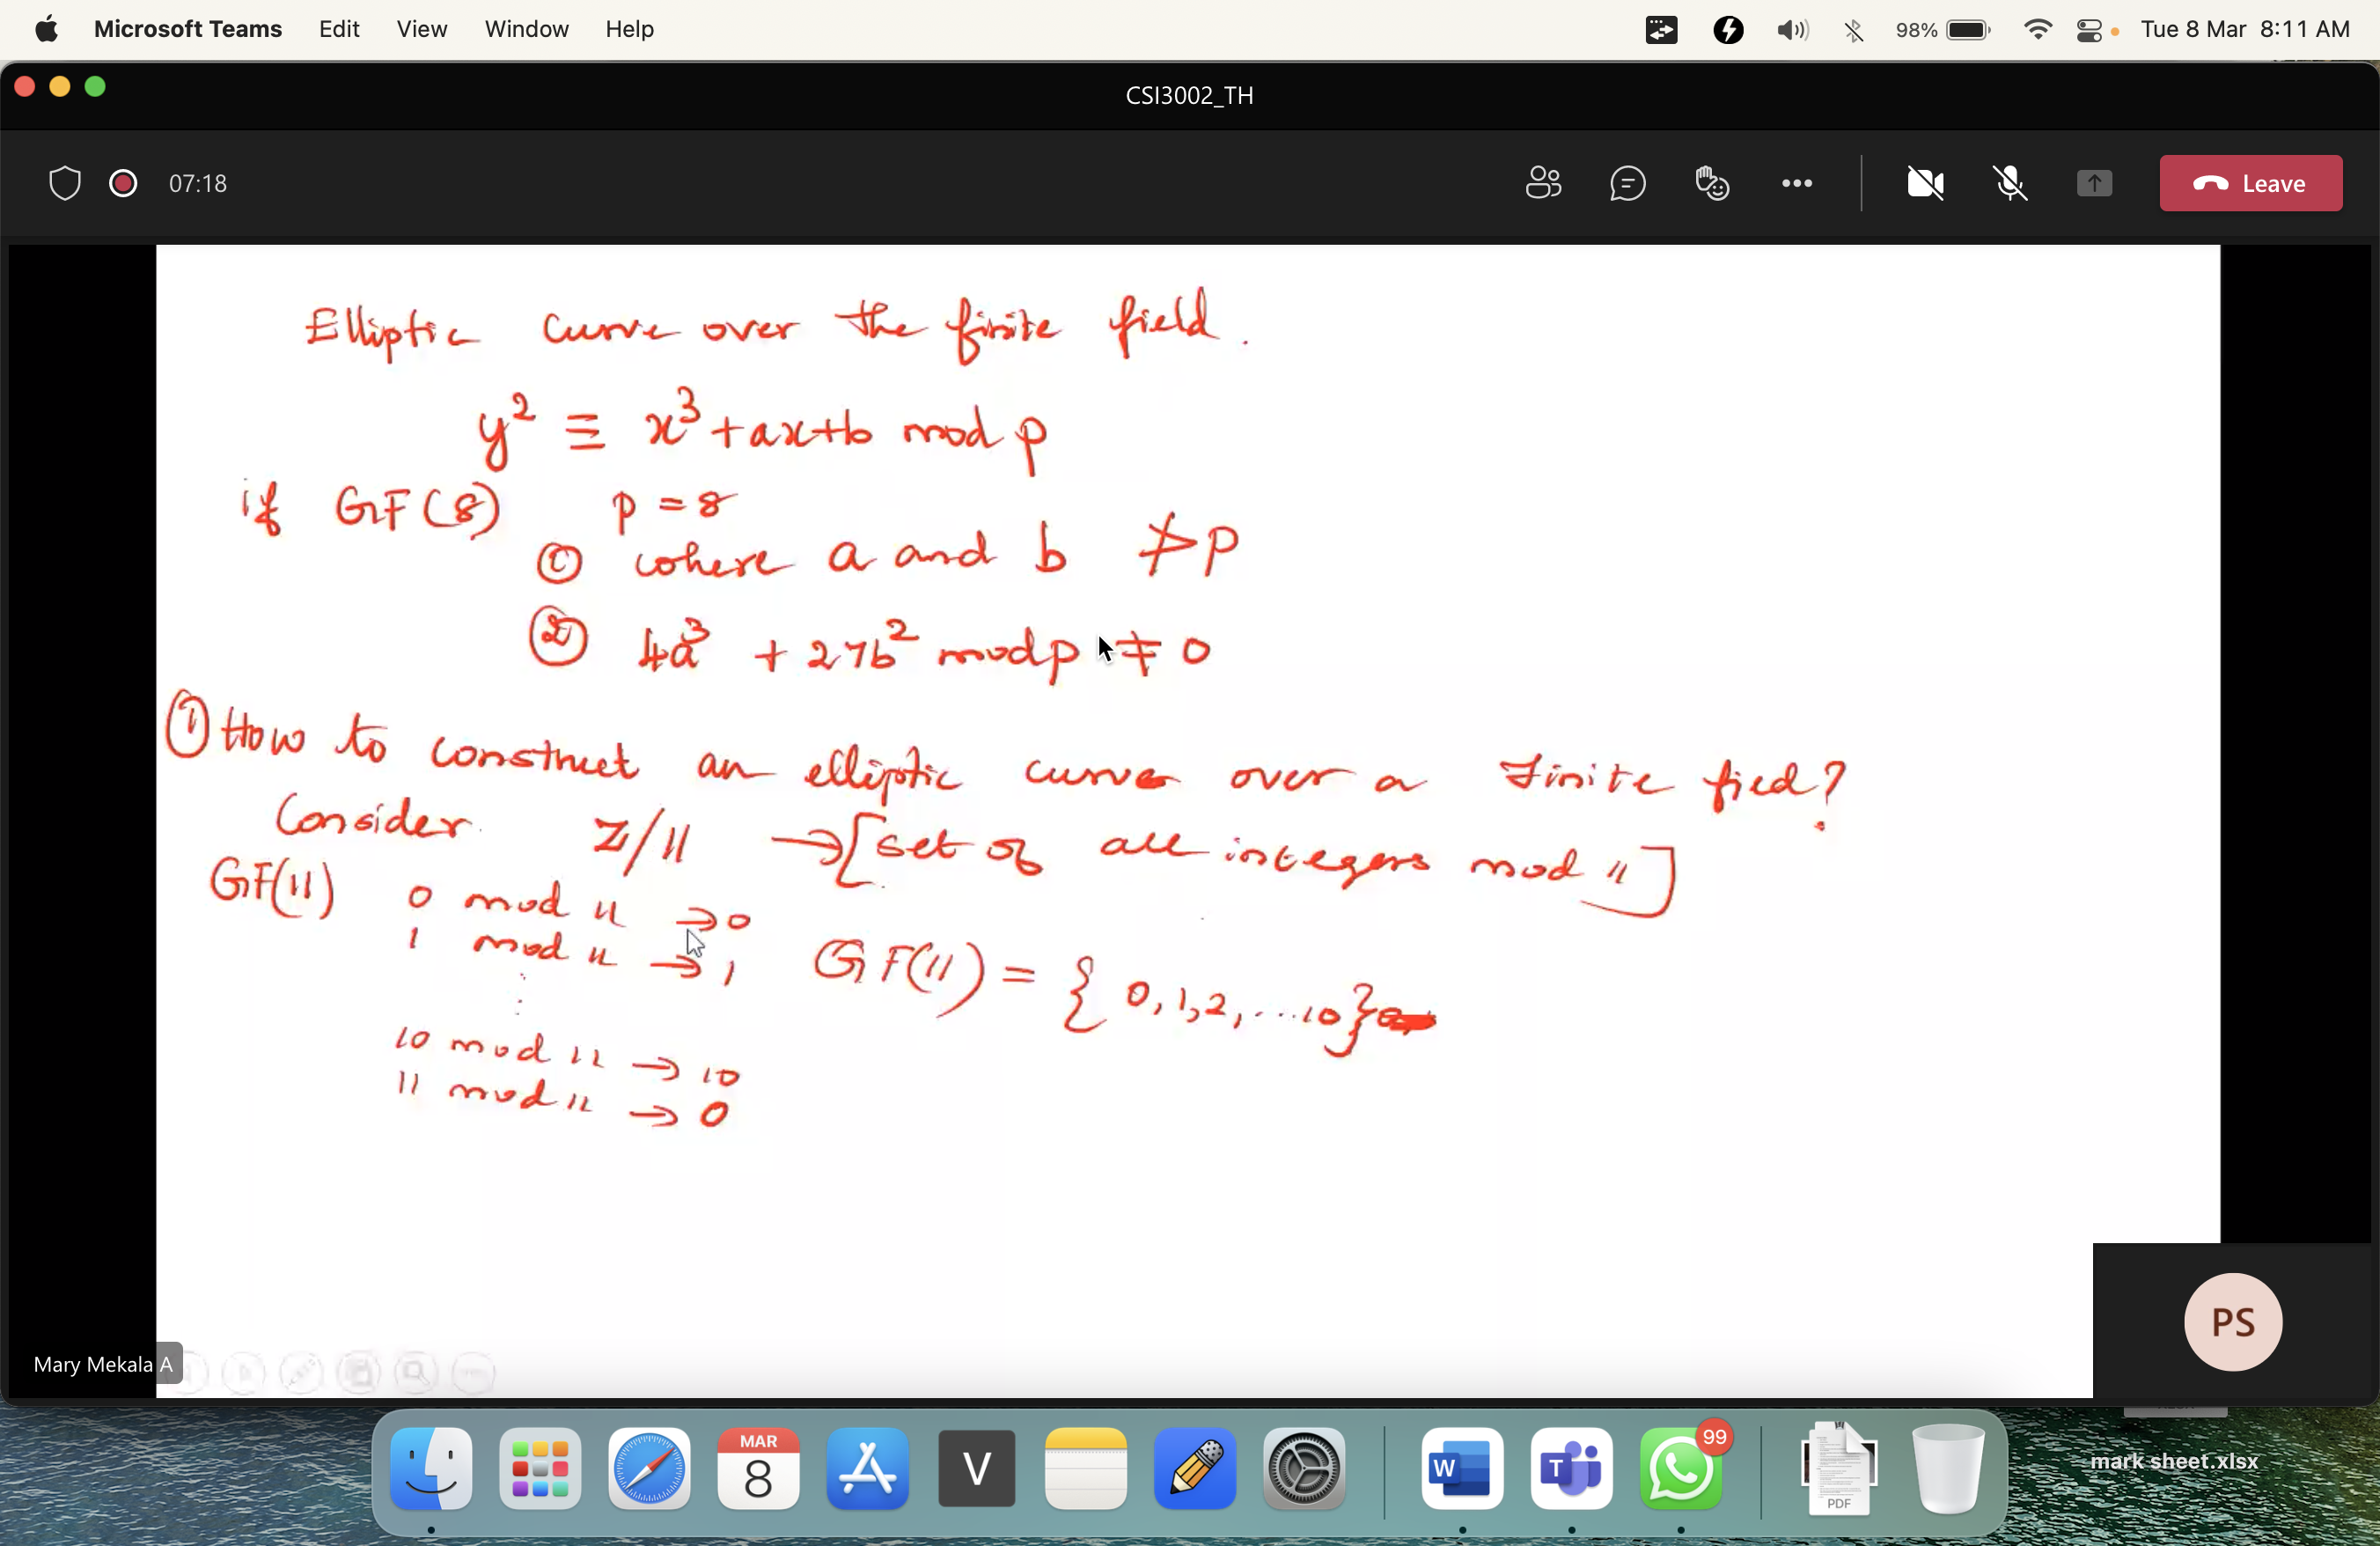 Microsoft Teams Edit View Window Help 98% Tue 8 Mar 8:11 AM
CSI3002_TH
07:18 Leave
Elliptic curve over the finite field.
y² ≡ x³+ax+b mod p
if GF(8) p = 8
① where a and b ≯ p
② 4a³ + 27b² mod p ≠ 0
① How to construct an elliptic curve over a finite fied?
Consider Z/11 → [set of all integers mod 11]
GF(11) 0 mod 11 → 0
1 mod 11 → 1
⋮
GF(11) = { 0, 1, 2, ...10}
10 mod 11 → 10
11 mod 11 → 0
PS
Mary Mekala A
MAR
8
V
W
T
99
PDF
mark sheet.xlsx